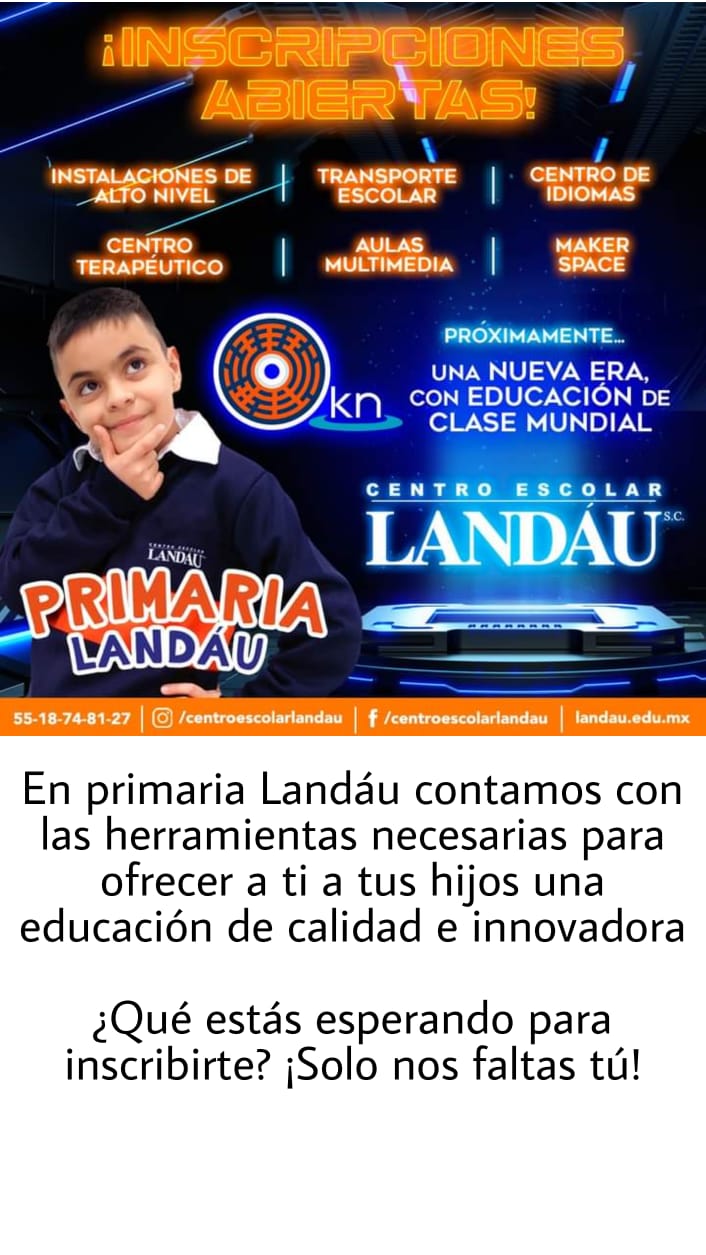 ¡INSCRIPCIONES
ABIERTAS!
INSTALACIONES DE
ALTO NIVEL
TRANSPORTE
ESCOLAR
CENTRO DE
IDIOMAS
CENTRO
TERAPÉUTICO
AULAS
MULTIMEDIA
MAKER
SPACE
kn
PRÓXIMAMENTE...
UNA NUEVA ERA,
CON EDUCACIÓN DE
CLASE MUNDIAL
CENTRO ESCOLAR
LANDÁU S.C.
CENTRO ESCOLAR
LANDÁU
PRIMARIA
LANDÁU
55-18-74-81-27 | /centroescolarlandau | /centroescolarlandau | landau.edu.mx
En primaria Landáu contamos con
las herramientas necesarias para
ofrecer a ti a tus hijos una
educación de calidad e innovadora
¿Qué estás esperando para
inscribirte? ¡Solo nos faltas tú!